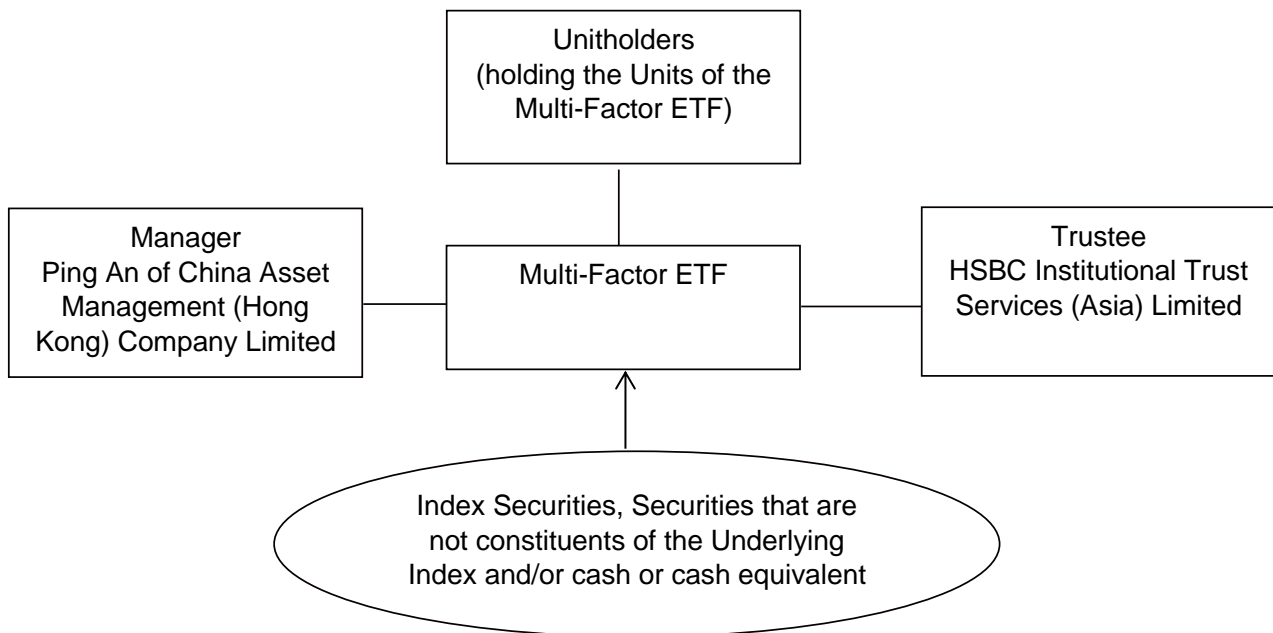 Unitholders
(holding the Units of the
Multi-Factor ETF)
Manager
Ping An of China Asset
Management (Hong
Kong) Company Limited
Multi-Factor ETF
Trustee
HSBC Institutional Trust
Services (Asia) Limited
Index Securities, Securities that are
not constituents of the Underlying
Index and/or cash or cash equivalent